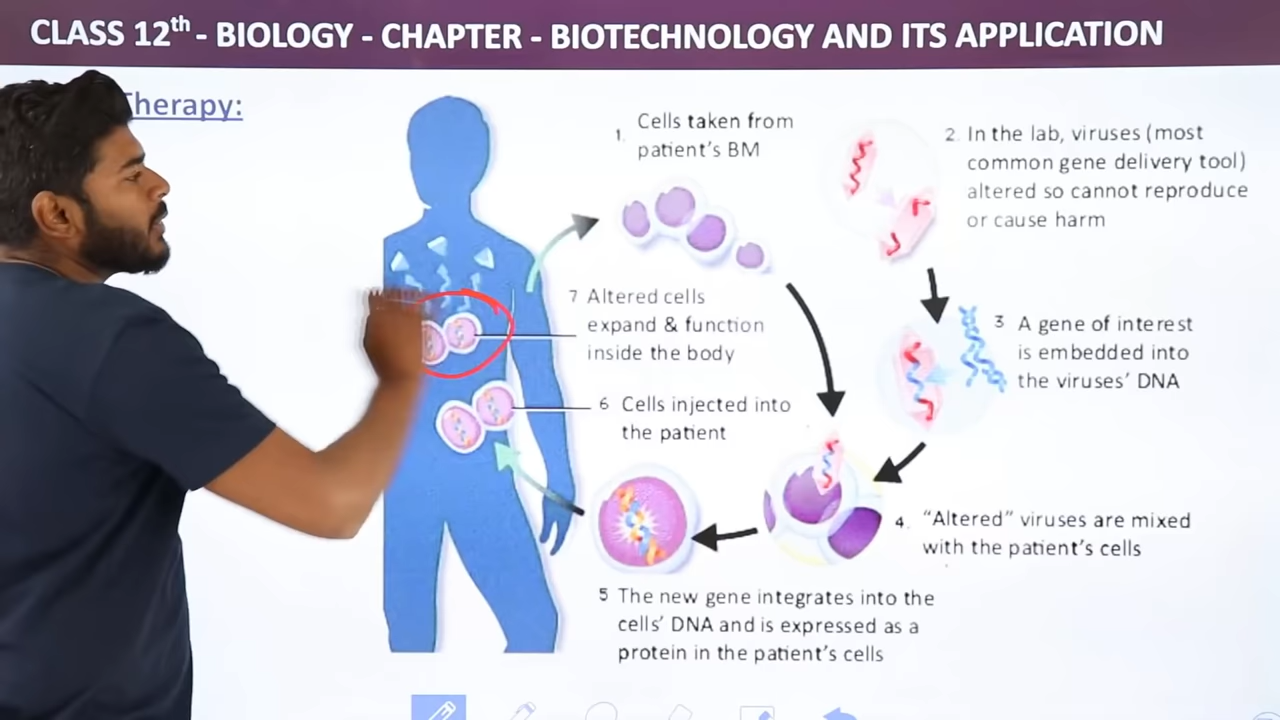 CLASS 12th - BIOLOGY - CHAPTER - BIOTECHNOLOGY AND ITS APPLICATION
Therapy:
1. Cells taken from
patient's BM
2. In the lab, viruses (most
common gene delivery tool)
altered so cannot reproduce
or cause harm
3 A gene of interest
is embedded into
the viruses' DNA
4. "Altered" viruses are mixed
with the patient's cells
5 The new gene integrates into the
cells' DNA and is expressed as a
protein in the patient's cells
6 Cells injected into
the patient
7 Altered cells
expand & function
inside the body